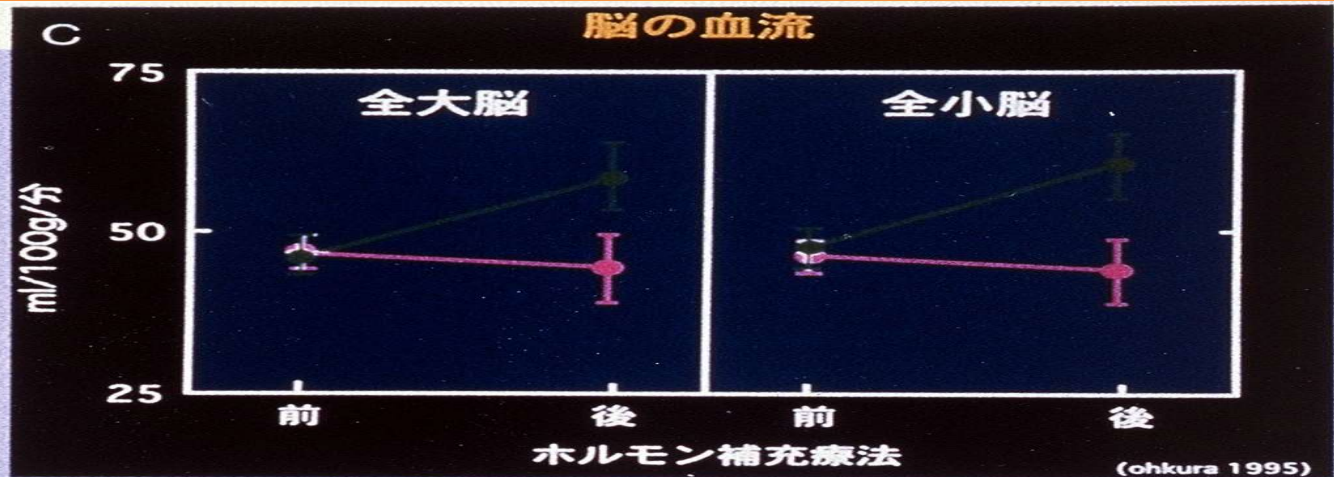 C
脳の血流
75
全大脳
全小脳
ml/100g/分
50
25
前
後
前
後
ホルモン補充療法
(ohkura 1995)